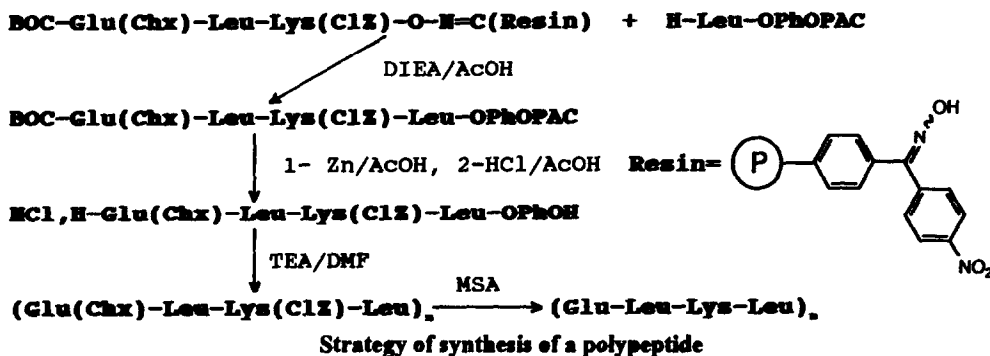 BOC-Glu(Chx)-Leu-Lys(ClZ)-O-N=C(Resin) + H-Leu-OPhOPAC
DIEA/AcOH
BOC-Glu(Chx)-Leu-Lys(ClZ)-Leu-OPhOPAC
1- Zn/AcOH, 2-HCl/AcOH Resin= P N OH NO2
HCl,H-Glu(Chx)-Leu-Lys(ClZ)-Leu-OPhOH
TEA/DMF
(Glu(Chx)-Leu-Lys(ClZ)-Leu)n MSA (Glu-Leu-Lys-Leu)n
Strategy of synthesis of a polypeptide